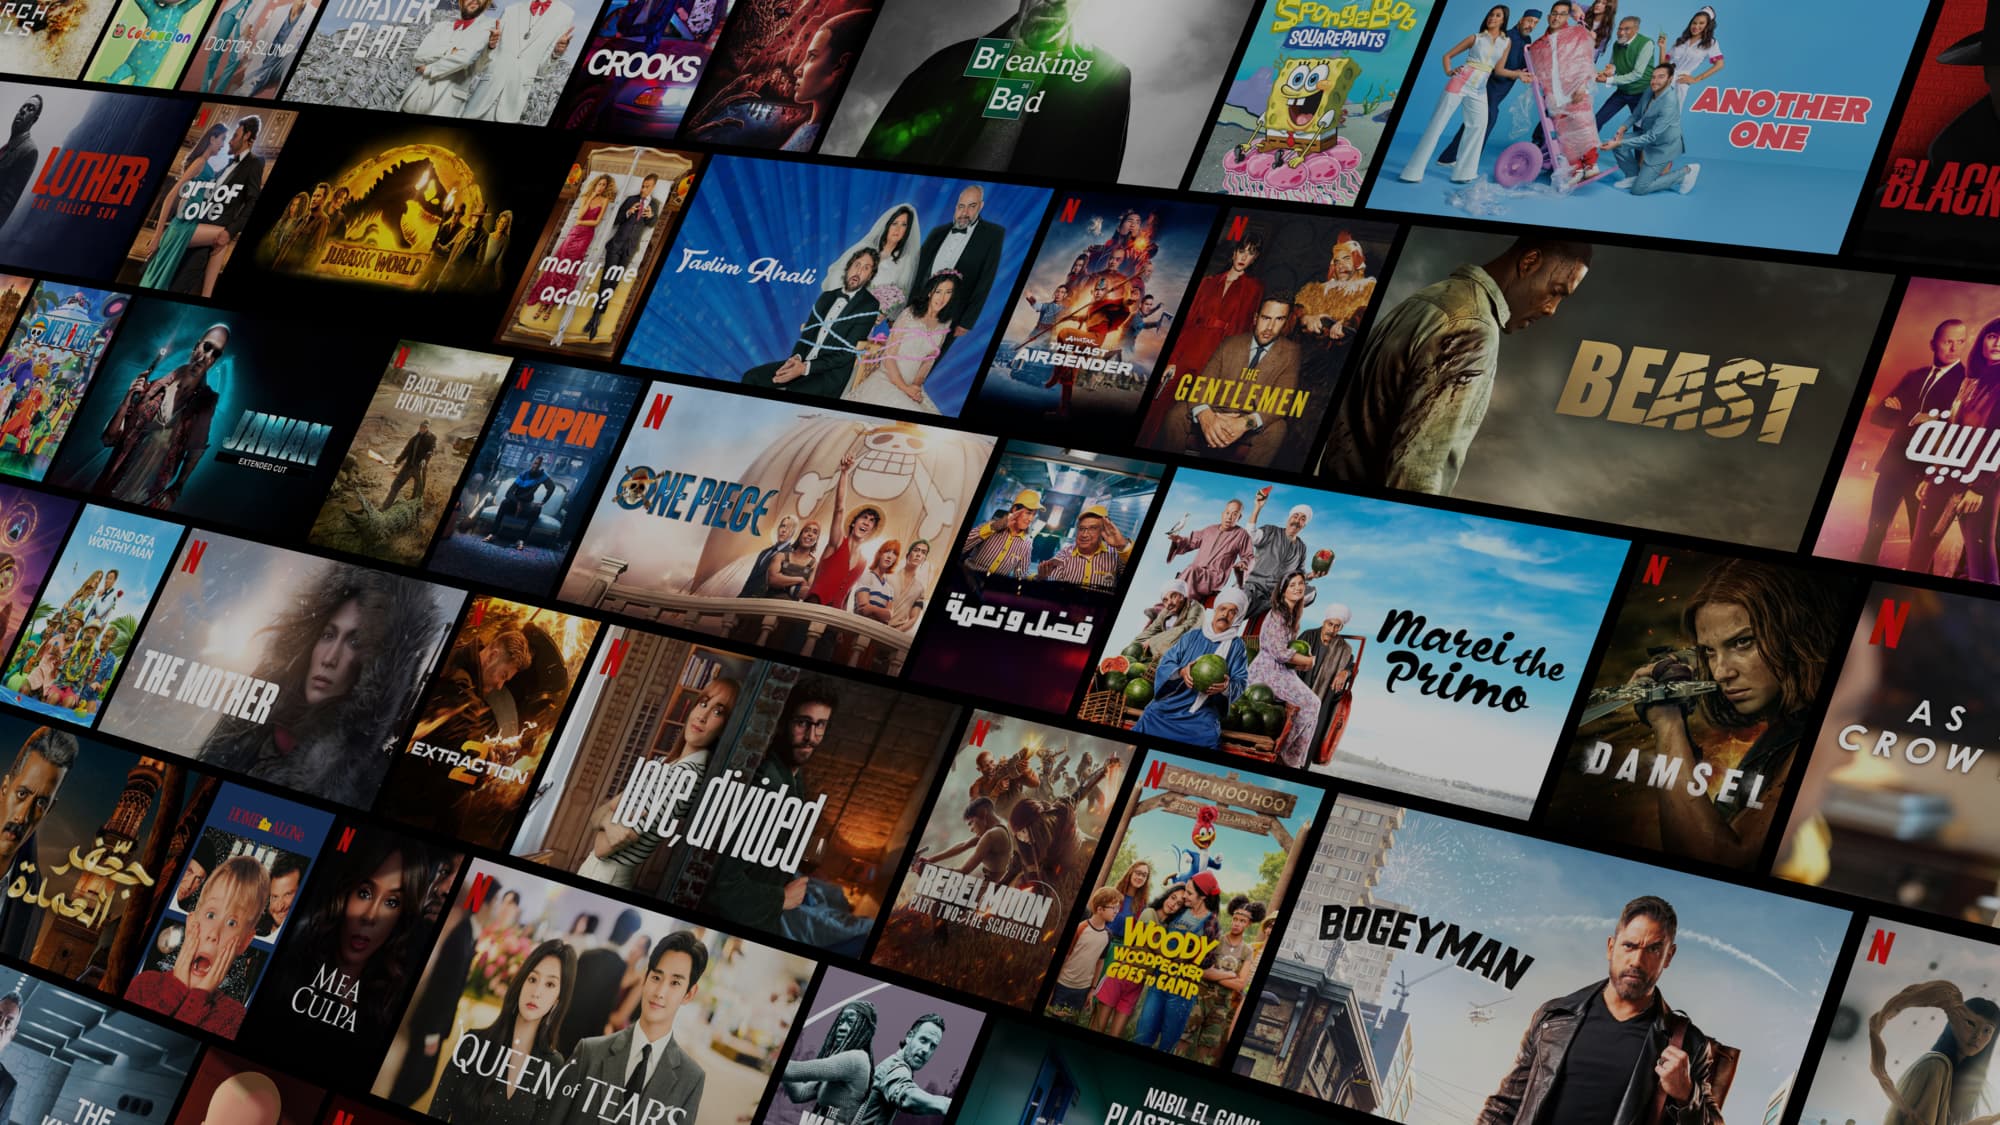 CoComelon
DOCTOR SLUMP
MASTER
PLAN
CROOKS
Breaking
Bad
SPONGEBOB
SQUAREPANTS
ANOTHER
ONE
THE
BLACK
LUTHER
THE FALLEN SUN
art OF
love
JURASSIC WORLD
DOMINION
marry me
again?
Taslim Ahali
AVATAR
THE LAST
AIRBENDER
THE
GENTLEMEN
BEAST
ONE PIECE
JAWAN
EXTENDED CUT
BADLAND
HUNTERS
LUPIN
ONE PIECE
فضل ونعمة
Marei the
Primo
DAMSEL
AS
CROW
A STAND OF A
WORTHY MAN
THE MOTHER
EXTRACTION
2
love, divided
REBEL MOON
PART TWO: THE SCARGIVER
CAMP WOO HOO
WOODY
WOODPECKER
GOES to CAMP
BOGEYMAN
جعفر
العمدة
HOME ALONe
MEA
CULPA
QUEEN of TEARS
THE
THE
NABIL EL